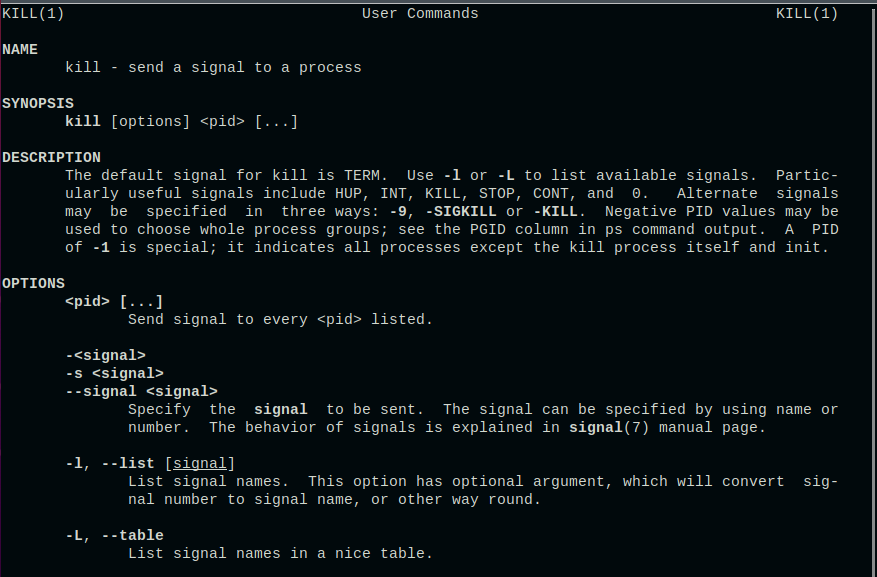 KILL(1) User Commands KILL(1)
NAME
kill - send a signal to a process
SYNOPSIS
kill [options] <pid> [...]
DESCRIPTION
The default signal for kill is TERM. Use -l or -L to list available signals. Partic-
ularly useful signals include HUP, INT, KILL, STOP, CONT, and 0. Alternate signals
may be specified in three ways: -9, -SIGKILL or -KILL. Negative PID values may be
used to choose whole process groups; see the PGID column in ps command output. A PID
of -1 is special; it indicates all processes except the kill process itself and init.
OPTIONS
<pid> [...]
Send signal to every <pid> listed.
-<signal>
-s <signal>
--signal <signal>
Specify the signal to be sent. The signal can be specified by using name or
number. The behavior of signals is explained in signal(7) manual page.
-l, --list [signal]
List signal names. This option has optional argument, which will convert sig-
nal number to signal name, or other way round.
-L, --table
List signal names in a nice table.